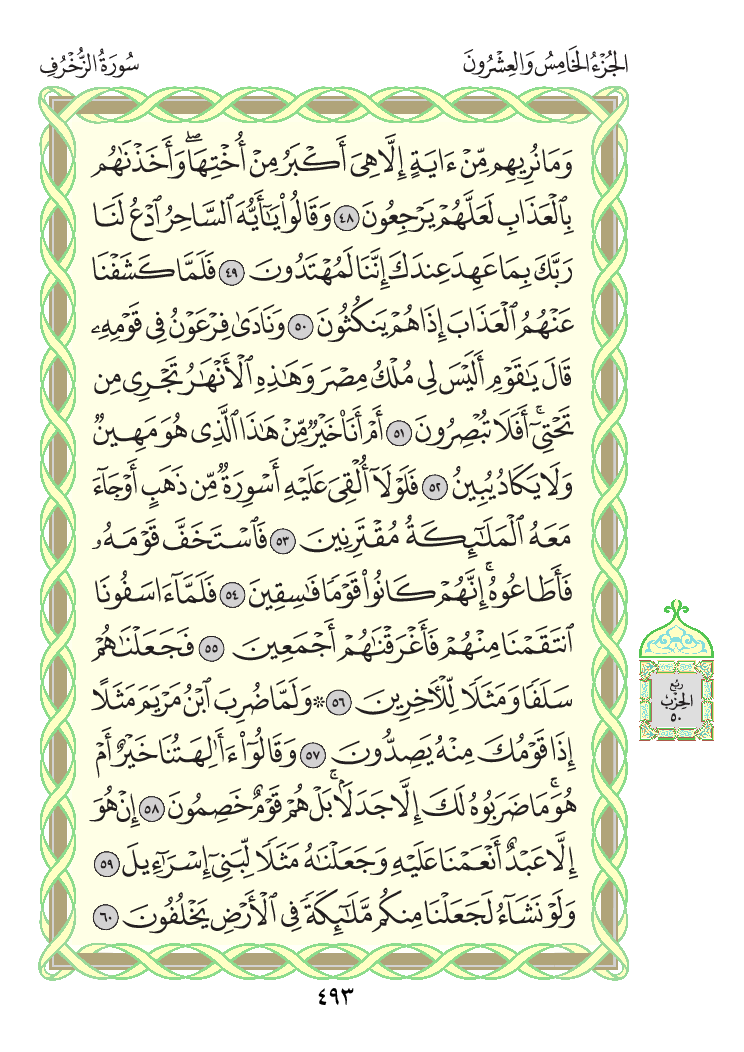 الجُزْءُ الخَامِسُ وَالعِشْرُونَ
سُورَةُ الزُّخْرُفِ
وَمَا نُرِيهِم مِّنْ ءَايَةٍ إِلَّا هِىَ أَكْبَرُ مِنْ أُخْتِهَاۖ وَأَخَذْنَٰهُم
بِٱلْعَذَابِ لَعَلَّهُمْ يَرْجِعُونَ ٤٨ وَقَالُوا۟ يَٰٓأَيُّهَ ٱلسَّاحِرُ ٱدْعُ لَنَا
رَبَّكَ بِمَا عَهِدَ عِندَكَ إِنَّنَا لَمُهْتَدُونَ ٤٩ فَلَمَّا كَشَفْنَا
عَنْهُمُ ٱلْعَذَابَ إِذَا هُمْ يَنكُثُونَ ٥٠ وَنَادَىٰ فِرْعَوْنُ فِى قَوْمِهِۦ
قَالَ يَٰقَوْمِ أَلَيْسَ لِى مُلْكُ مِصْرَ وَهَٰذِهِ ٱلْأَنْهَٰرُ تَجْرِى مِن
تَحْتِىٓۚ أَفَلَا تُبْصِرُونَ ٥١ أَمْ أَنَا۠ خَيْرٌ مِّنْ هَٰذَا ٱلَّذِى هُوَ مَهِينٌ
وَلَا يَكَادُ يُبِينُ ٥٢ فَلَوْلَآ أُلْقِىَ عَلَيْهِ أَسْوِرَةٌ مِّن ذَهَبٍ أَوْ جَآءَ
مَعَهُ ٱلْمَلَٰٓئِكَةُ مُقْتَرِنِينَ ٥٣ فَٱسْتَخَفَّ قَوْمَهُۥ
فَأَطَاعُوهُۚ إِنَّهُمْ كَانُوا۟ قَوْمًا فَٰسِقِينَ ٥٤ فَلَمَّآ ءَاسَفُونَا
ٱنتَقَمْنَا مِنْهُمْ فَأَغْرَقْنَٰهُمْ أَجْمَعِينَ ٥٥ فَجَعَلْنَٰهُمْ
سَلَفًا وَمَثَلًا لِّلْءَاخِرِينَ ٥٦ ۞وَلَمَّا ضُرِبَ ٱبْنُ مَرْيَمَ مَثَلًا
إِذَا قَوْمُكَ مِنْهُ يَصِدُّونَ ٥٧ وَقَالُوٓا۟ ءَأَٰلِهَتُنَا خَيْرٌ أَمْ
هُوَۚ مَا ضَرَبُوهُ لَكَ إِلَّا جَدَلًۢاۚ بَلْ هُمْ قَوْمٌ خَصِمُونَ ٥٨ إِنْ هُوَ
إِلَّا عَبْدٌ أَنْعَمْنَا عَلَيْهِ وَجَعَلْنَٰهُ مَثَلًا لِّبَنِىٓ إِسْرَٰٓءِيلَ ٥٩
وَلَوْ نَشَآءُ لَجَعَلْنَا مِنكُم مَّلَٰٓئِكَةً فِى ٱلْأَرْضِ يَخْلُفُونَ ٦٠
ربع
الحِزْب
٥٠
٤٩٣